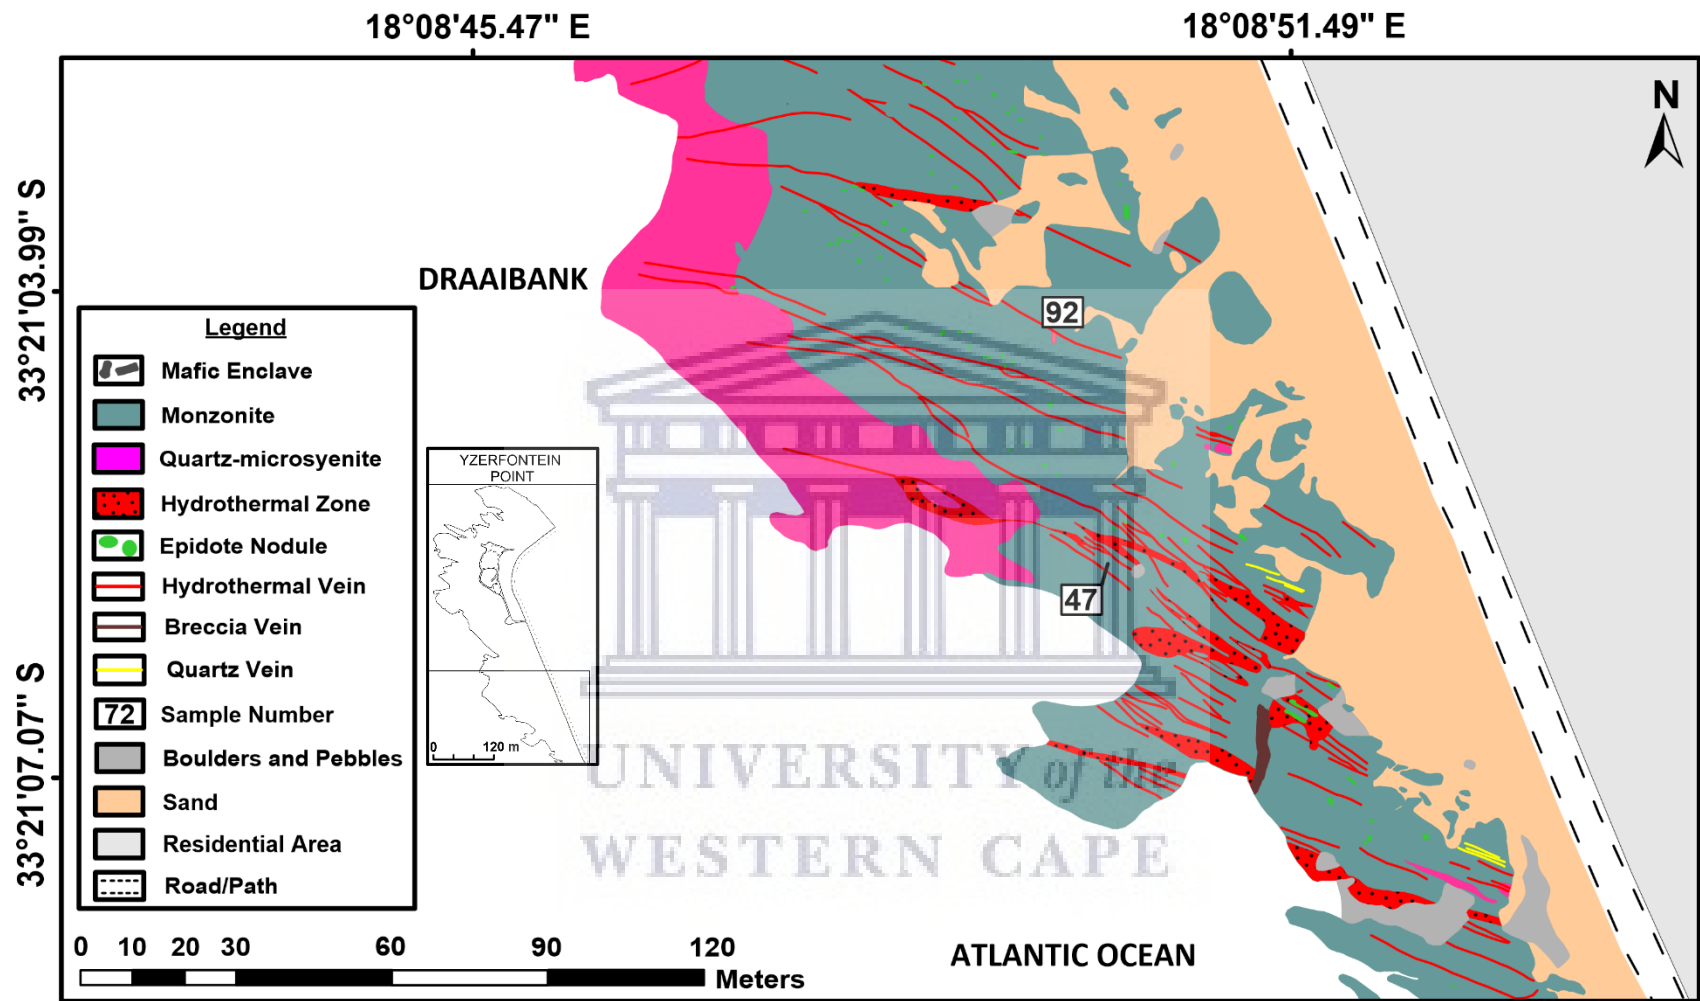 18°08'45.47" E
18°08'51.49" E
33°21'03.99" S
33°21'07.07" S
N
DRAAIBANK
92
47
Legend
Mafic Enclave
Monzonite
Quartz-microsyenite
Hydrothermal Zone
Epidote Nodule
Hydrothermal Vein
Breccia Vein
Quartz Vein
72 Sample Number
Boulders and Pebbles
Sand
Residential Area
Road/Path
YZERFONTEIN
POINT
0 120 m
UNIVERSITY of the
WESTERN CAPE
ATLANTIC OCEAN
0 10 20 30 60 90 120
Meters